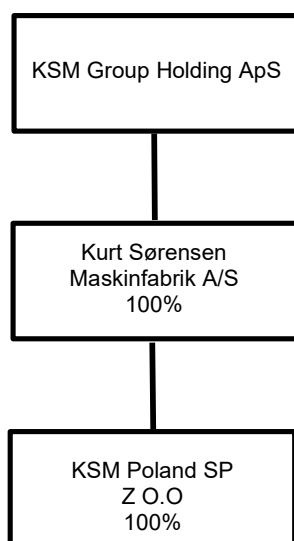 KSM Group Holding ApS
Kurt Sørensen
Maskinfabrik A/S
100%
KSM Poland SP
Z O.O
100%